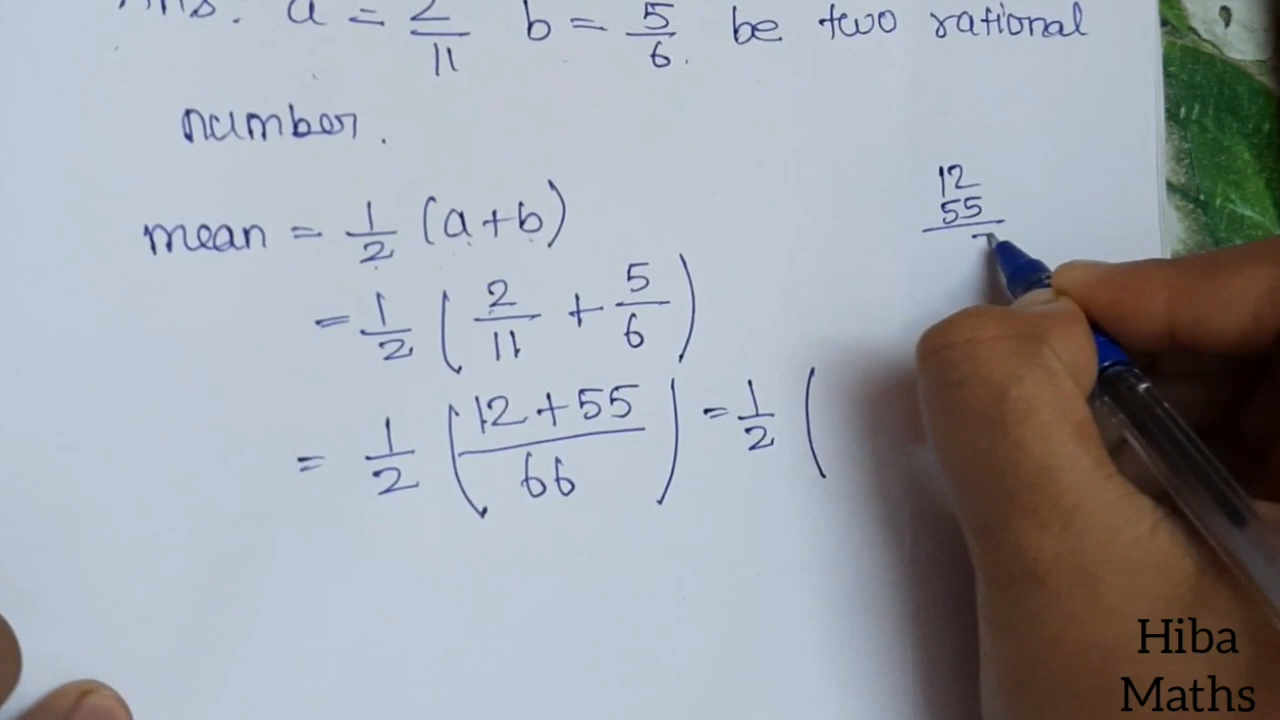 Ans: a = 2/11 b = 5/6 be two rational
number.
mean = 1/2 (a+b)
= 1/2 ( 2/11 + 5/6 )
= 1/2 ( 12+55 / 66 ) = 1/2 (
12
55
Hiba
Maths